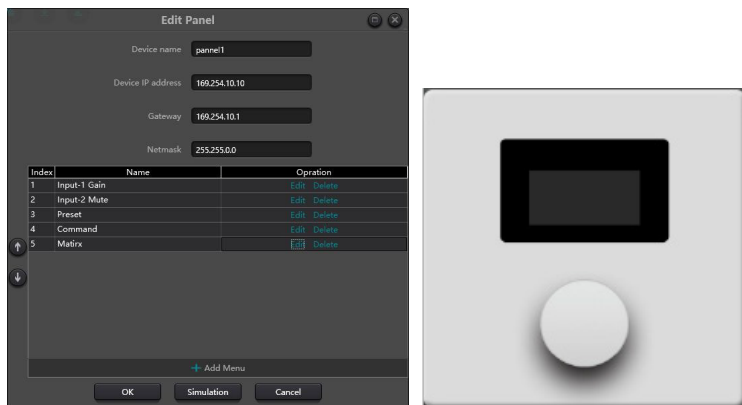 Edit Panel
Device name pannel1
Device IP address 169.254.10.10
Gateway 169.254.10.1
Netmask 255.255.0.0
Index Name Opration
1 Input-1 Gain Edit Delete
2 Input-2 Mute Edit Delete
3 Preset Edit Delete
4 Command Edit Delete
5 Matirx Edit Delete
+ Add Menu
OK Simulation Cancel